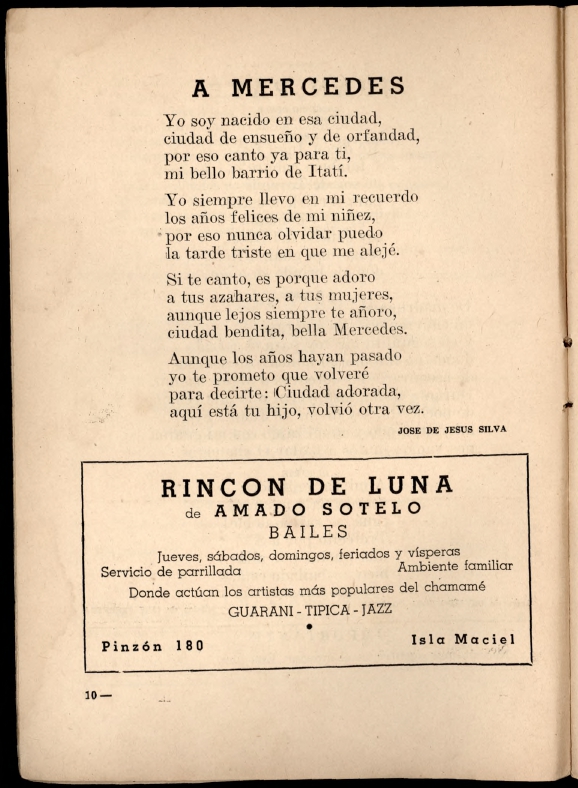 A MERCEDES
Yo soy nacido en esa ciudad,
ciudad de ensueño y de orfandad,
por eso canto ya para ti,
mi bello barrio de Itatí.
Yo siempre llevo en mi recuerdo
los años felices de mi niñez,
por eso nunca olvidar puedo
la tarde triste en que me alejé.
Si te canto, es porque adoro
a tus azahares, a tus mujeres,
aunque lejos siempre te añoro,
ciudad bendita, bella Mercedes.
Aunque los años hayan pasado
yo te prometo que volveré
para decirte: Ciudad adorada,
aquí está tu hijo, volvió otra vez.
JOSE DE JESUS SILVA
RINCON DE LUNA
de AMADO SOTELO
BAILES
Jueves, sábados, domingos, feriados y vísperas
Servicio de parrillada Ambiente familiar
Donde actúan los artistas más populares del chamamé
GUARANI - TIPICA - JAZZ
Pinzón 180 Isla Maciel
10 —